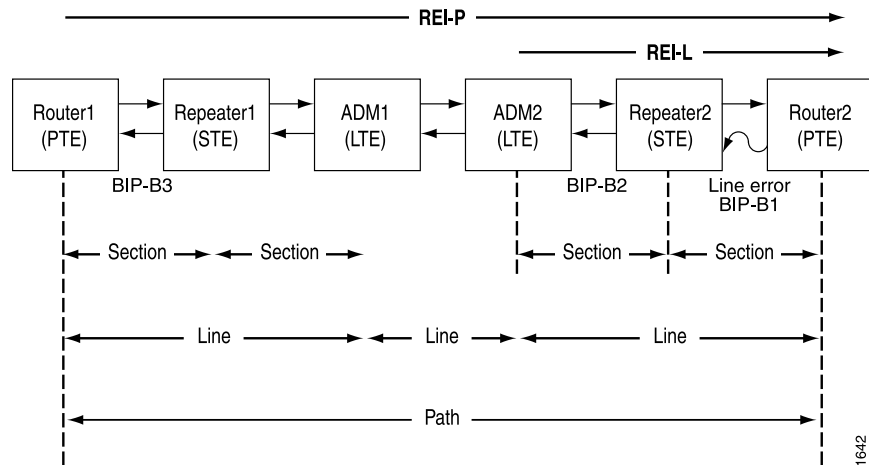 REI-P
REI-L
Router1
(PTE)
Repeater1
(STE)
ADM1
(LTE)
ADM2
(LTE)
Repeater2
(STE)
Router2
(PTE)
BIP-B3
BIP-B2
Line error
BIP-B1
Section
Section
Section
Section
Line
Line
Line
Path
1642